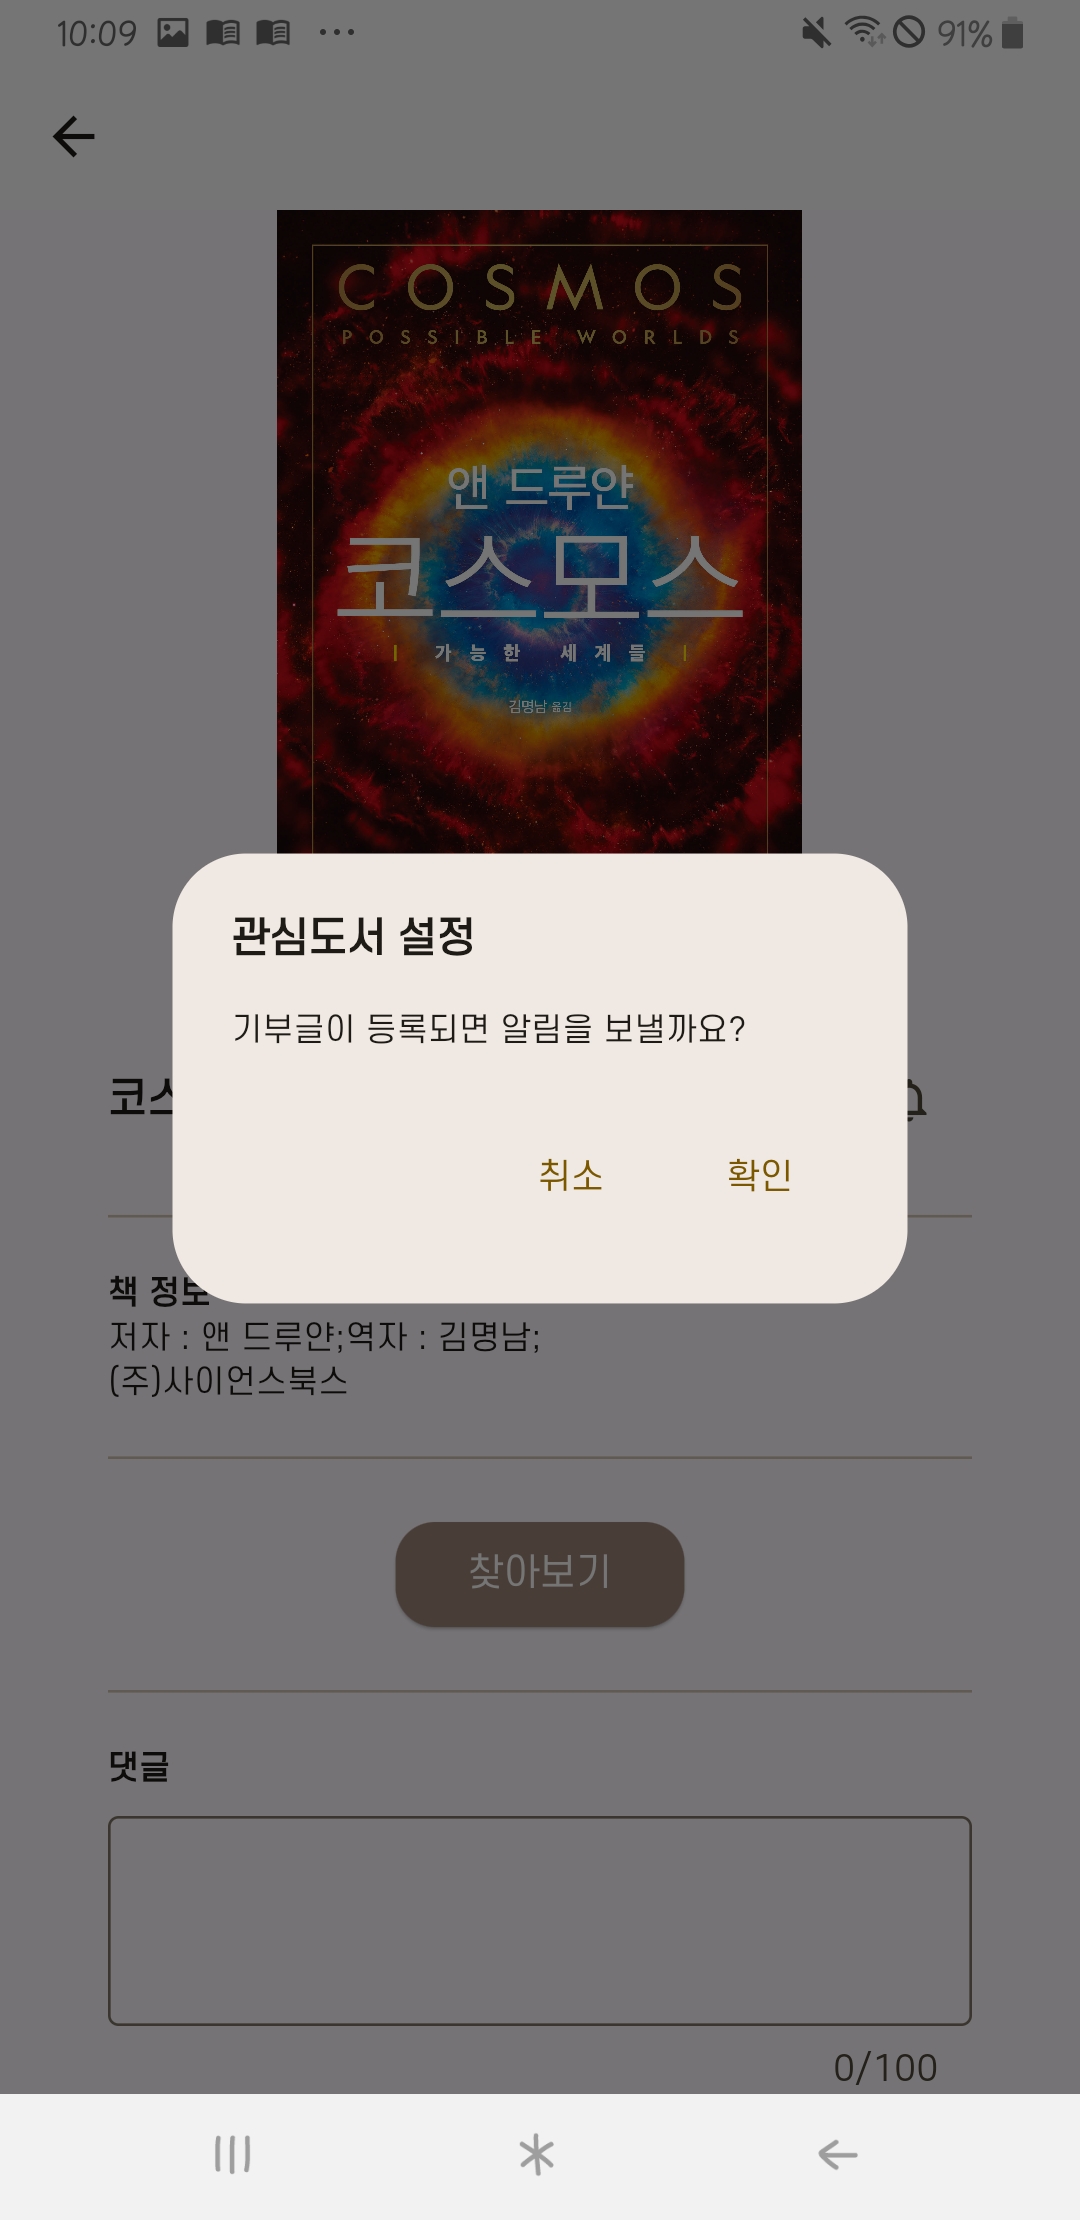 10:09 91%
COSMOS
POSSIBLE WORLDS
앤 드루얀
코스모스
가능한 세계들
김명남 옮김
관심도서 설정
기부글이 등록되면 알림을 보낼까요?
코스
취소 확인
책 정보
저자 : 앤 드루얀;역자 : 김명남;
(주)사이언스북스
찾아보기
댓글
0/100